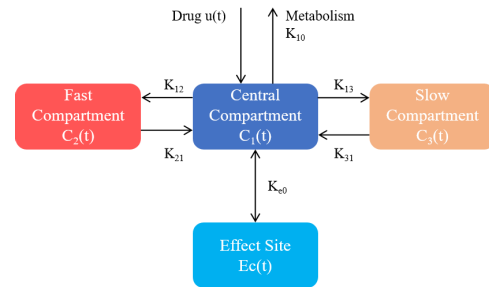 Drug u(t)
Metabolism
K10
K12
K13
Fast
Compartment
C2(t)
Central
Compartment
C1(t)
Slow
Compartment
C3(t)
K21
K31
Ke0
Effect Site
Ec(t)